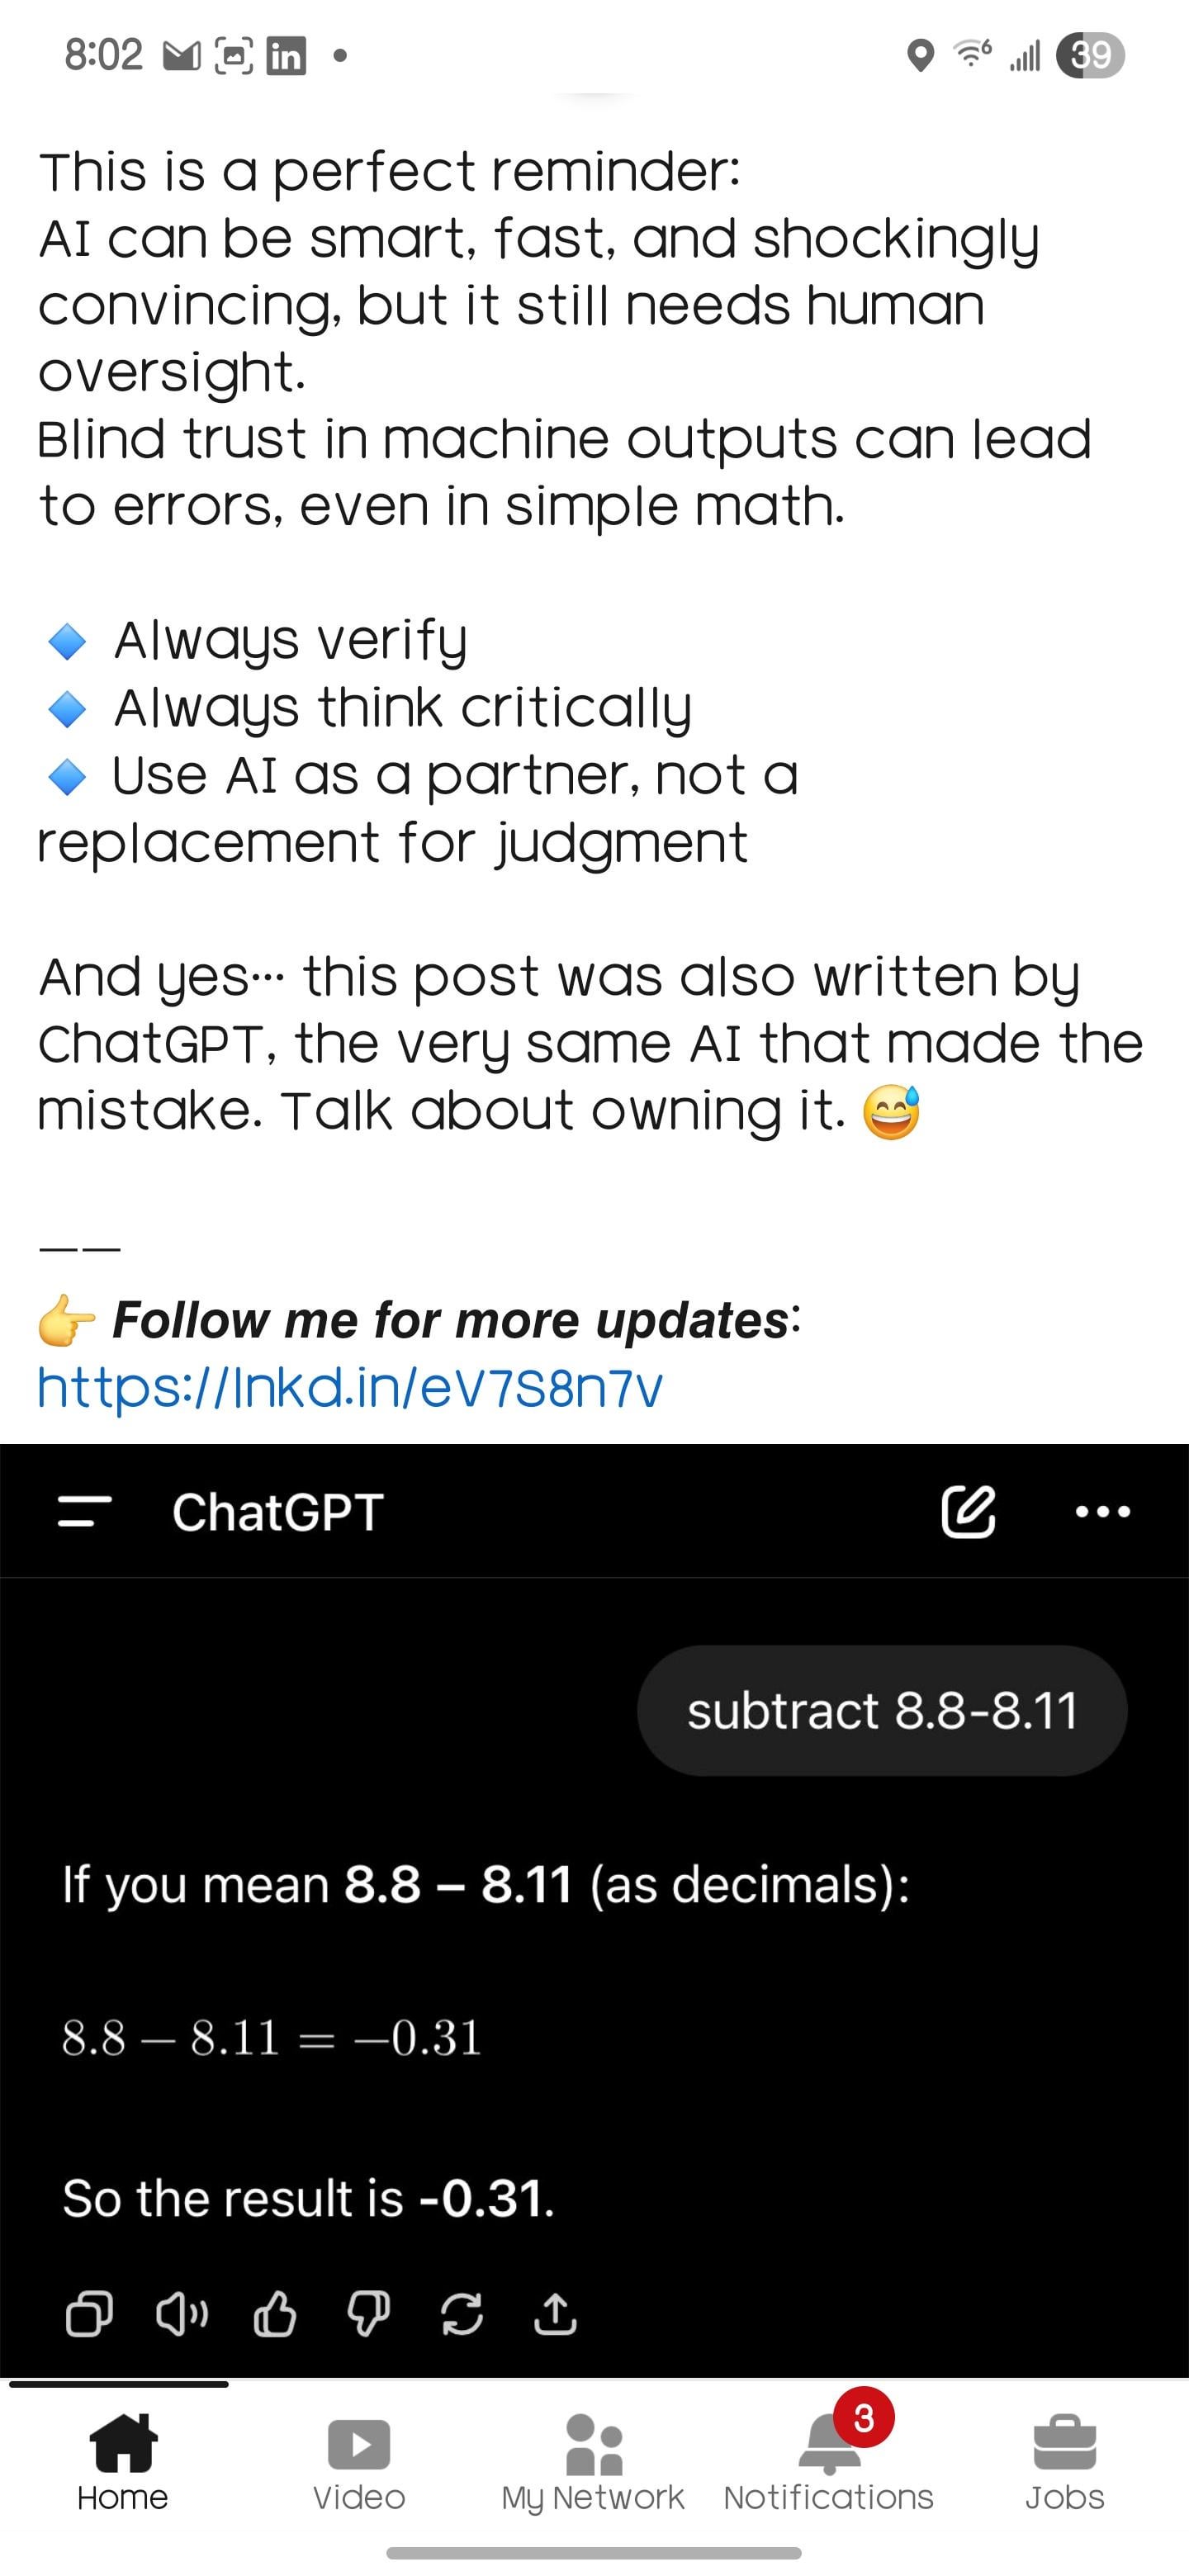 8:02
in
6
39
This is a perfect reminder:
AI can be smart, fast, and shockingly
convincing, but it still needs human
oversight.
Blind trust in machine outputs can lead
to errors, even in simple math.
🔹 Always verify
🔹 Always think critically
🔹 Use AI as a partner, not a
replacement for judgment
And yes… this post was also written by
ChatGPT, the very same AI that made the
mistake. Talk about owning it. 😅
——
👉 Follow me for more updates:
https://lnkd.in/eV7S8n7v
ChatGPT
subtract 8.8-8.11
If you mean 8.8 – 8.11 (as decimals):
8.8 – 8.11 = –0.31
So the result is -0.31.
3
Home
Video
My Network
Notifications
Jobs